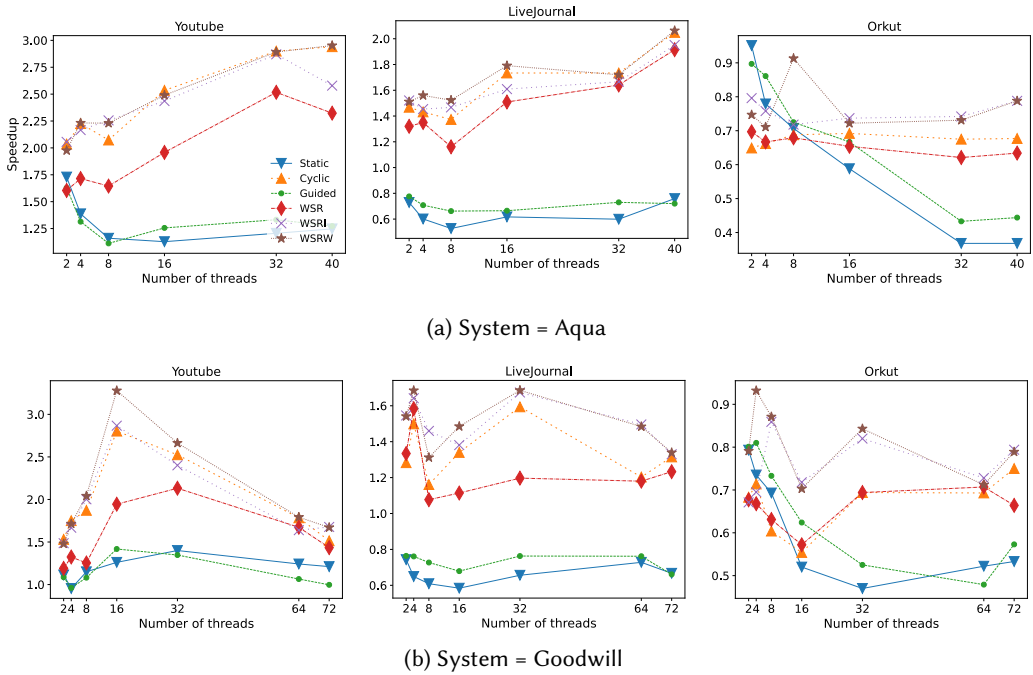 Youtube
Speedup
3.00
2.75
2.50
2.25
2.00
1.75
1.50
1.25
Static
Cyclic
Guided
WSR
WSRI
WSRW
2 4 8 16 32 40
Number of threads
LiveJournal
2.0
1.8
1.6
1.4
1.2
1.0
0.8
0.6
2 4 8 16 32 40
Number of threads
Orkut
0.9
0.8
0.7
0.6
0.5
0.4
2 4 8 16 32 40
Number of threads
(a) System = Aqua
Youtube
3.0
2.5
2.0
1.5
1.0
2 4 8 16 32 64 72
Number of threads
LiveJournal
1.6
1.4
1.2
1.0
0.8
0.6
2 4 8 16 32 64 72
Number of threads
Orkut
0.9
0.8
0.7
0.6
0.5
2 4 8 16 32 64 72
Number of threads
(b) System = Goodwill